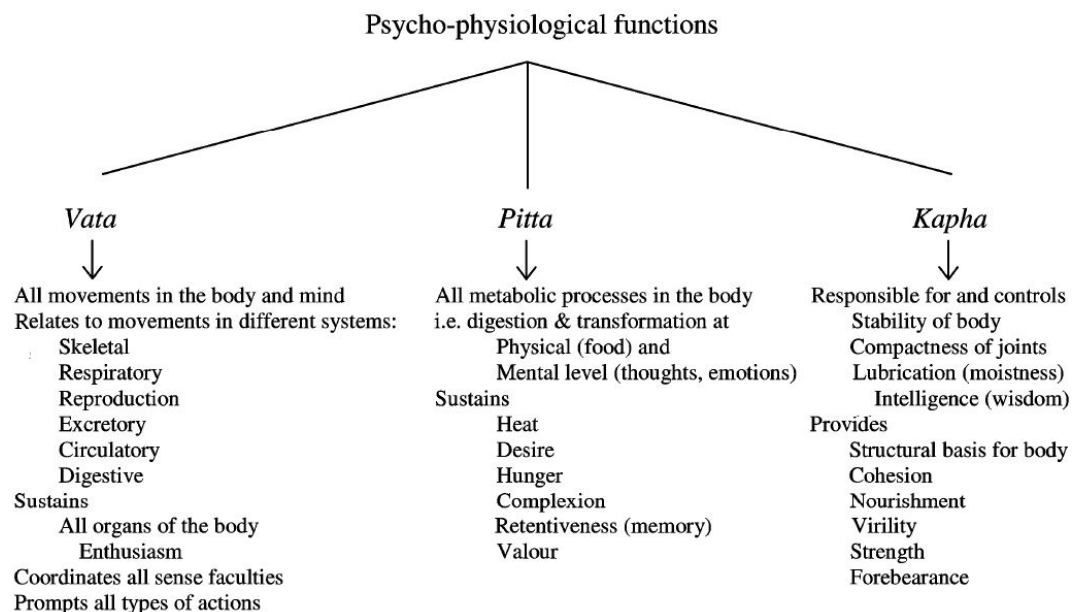 Psycho-physiological functions
Vata
All movements in the body and mind
Relates to movements in different systems:
Skeletal
Respiratory
Reproduction
Excretory
Circulatory
Digestive
Sustains
All organs of the body
Enthusiasm
Coordinates all sense faculties
Prompts all types of actions
Pitta
All metabolic processes in the body
i.e. digestion & transformation at
Physical (food) and
Mental level (thoughts, emotions)
Sustains
Heat
Desire
Hunger
Complexion
Retentiveness (memory)
Valour
Kapha
Responsible for and controls
Stability of body
Compactness of joints
Lubrication (moistness)
Intelligence (wisdom)
Provides
Structural basis for body
Cohesion
Nourishment
Virility
Strength
Forebearance